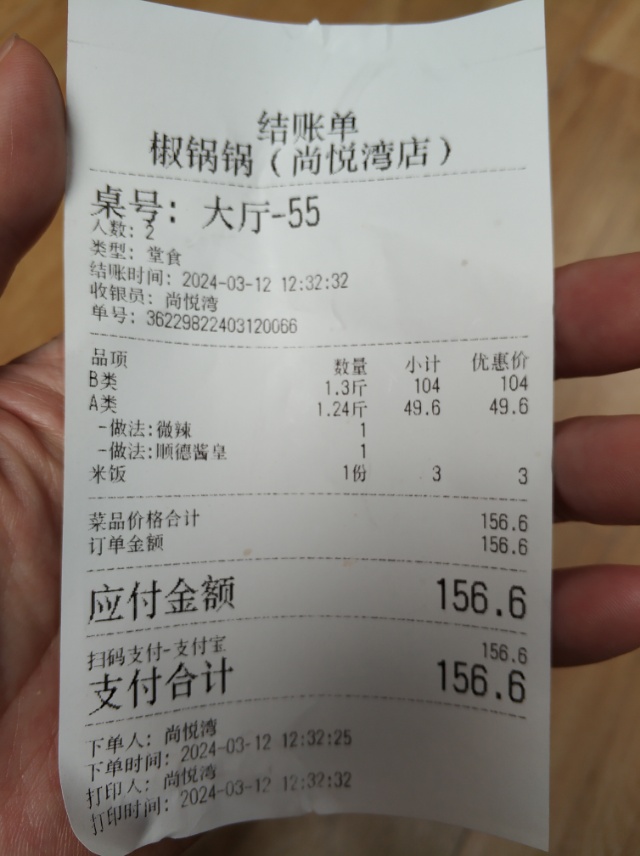 结账单
椒锅锅（尚悦湾店）
桌号: 大厅-55
人数: 2
类型: 堂食
结账时间: 2024-03-12 12:32:32
收银员: 尚悦湾
单号: 36229822403120066
品项 数量 小计 优惠价
B类 1.3斤 104 104
A类 1.24斤 49.6 49.6
-做法:微辣 1
-做法:顺德酱皇 1
米饭 1份 3 3
菜品价格合计 156.6
订单金额 156.6
应付金额 156.6
扫码支付-支付宝 156.6
支付合计 156.6
下单人: 尚悦湾
下单时间: 2024-03-12 12:32:25
打印人: 尚悦湾
打印时间: 2024-03-12 12:32:32